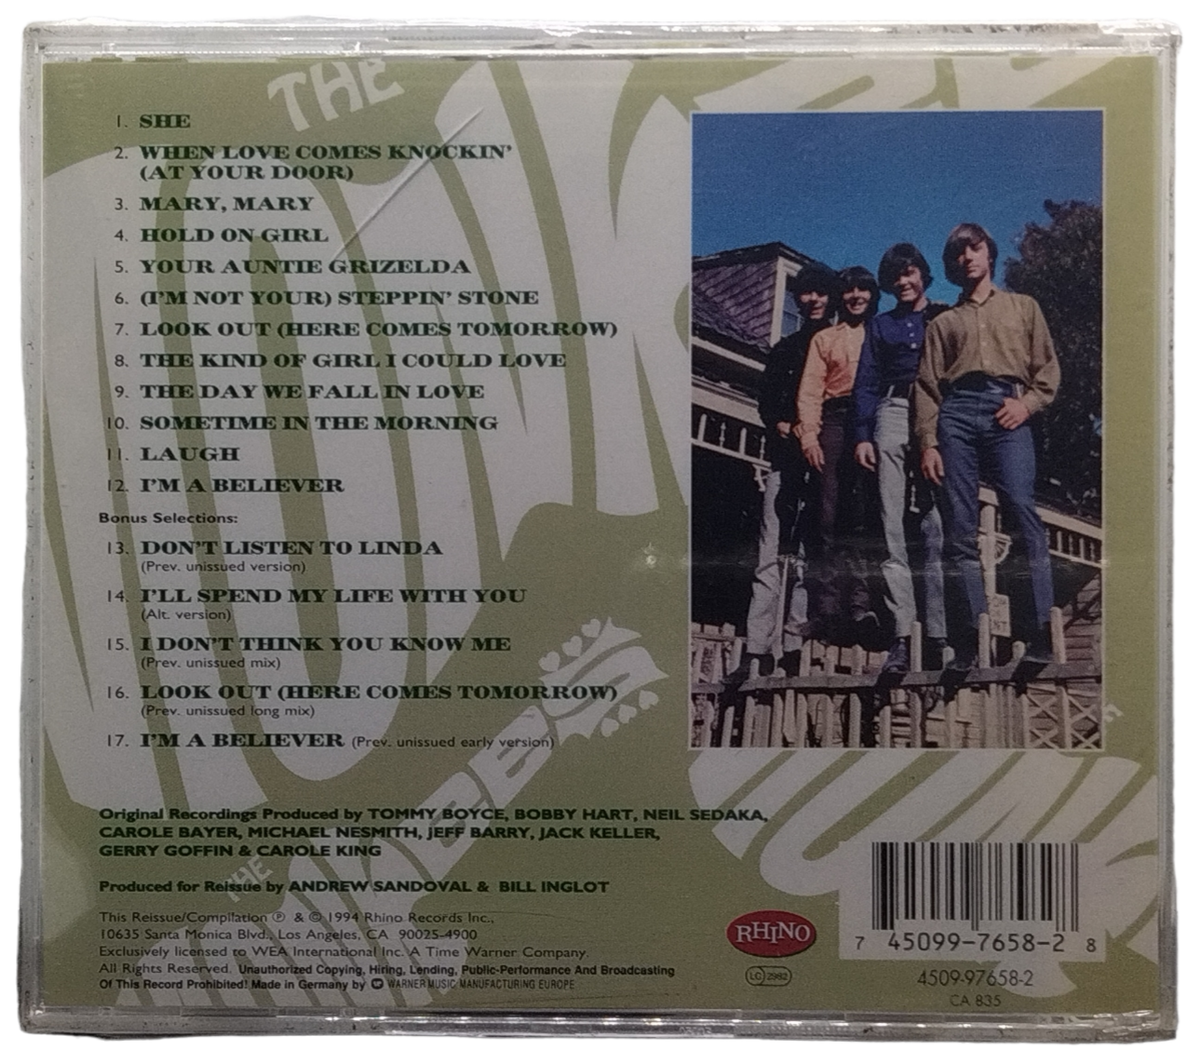 THE
1. SHE
2. WHEN LOVE COMES KNOCKIN'
(AT YOUR DOOR)
3. MARY, MARY
4. HOLD ON GIRL
5. YOUR AUNTIE GRIZELDA
6. (I'M NOT YOUR) STEPPIN' STONE
7. LOOK OUT (HERE COMES TOMORROW)
8. THE KIND OF GIRL I COULD LOVE
9. THE DAY WE FALL IN LOVE
10. SOMETIME IN THE MORNING
11. LAUGH
12. I'M A BELIEVER
Bonus Selections:
13. DON'T LISTEN TO LINDA
(Prev. unissued version)
14. I'LL SPEND MY LIFE WITH YOU
(Alt. version)
15. I DON'T THINK YOU KNOW ME
(Prev. unissued mix)
16. LOOK OUT (HERE COMES TOMORROW)
(Prev. unissued long mix)
17. I'M A BELIEVER (Prev. unissued early version)
Original Recordings Produced by TOMMY BOYCE, BOBBY HART, NEIL SEDAKA,
CAROLE BAYER, MICHAEL NESMITH, JEFF BARRY, JACK KELLER,
GERRY GOFFIN & CAROLE KING
THE
MONKEES
Produced for Reissue by ANDREW SANDOVAL & BILL INGLOT
This Reissue/Compilation ℗ & © 1994 Rhino Records Inc.,
10635 Santa Monica Blvd., Los Angeles, CA 90025-4900
Exclusively licensed to WEA International Inc. A Time Warner Company.
All Rights Reserved. Unauthorized Copying, Hiring, Lending, Public-Performance And Broadcasting
Of This Record Prohibited! Made in Germany by WARNER MUSIC MANUFACTURING EUROPE
RHINO
LC 2982
7 45099-7658-2 8
4509-97658-2
CA 835